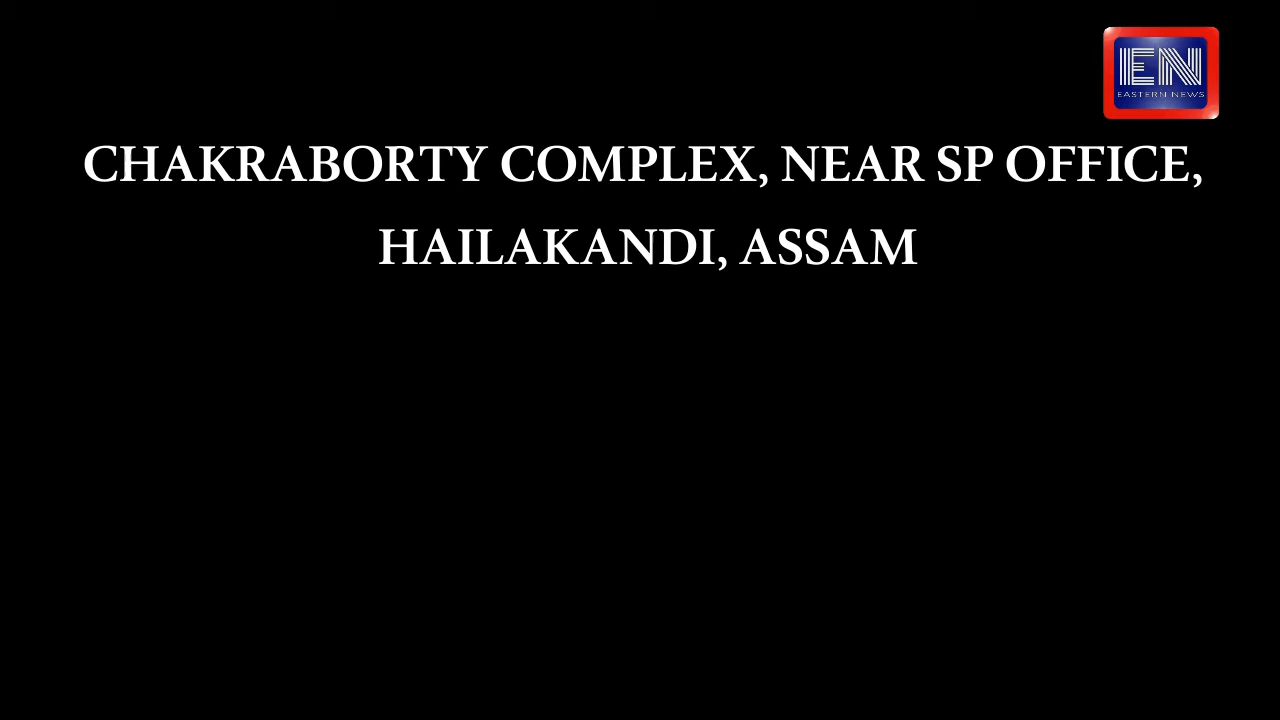 EN
EASTERN NEWS
CHAKRABORTY COMPLEX, NEAR SP OFFICE,
HAILAKANDI, ASSAM